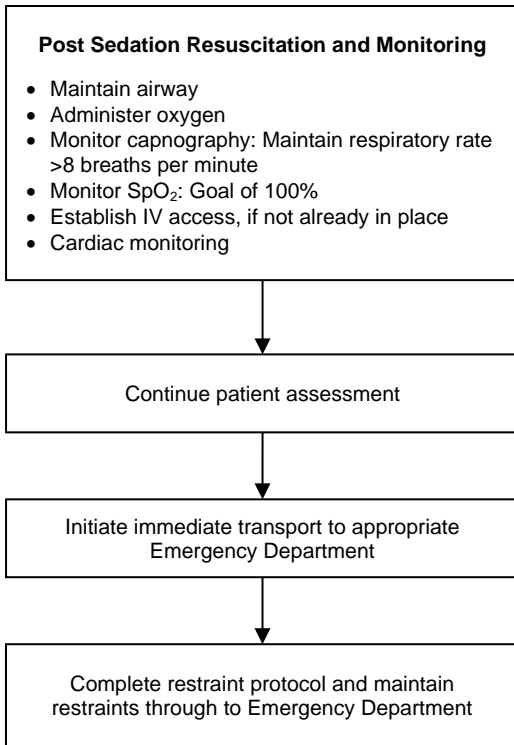 Post Sedation Resuscitation and Monitoring
• Maintain airway
• Administer oxygen
• Monitor capnography: Maintain respiratory rate
>8 breaths per minute
• Monitor SpO₂: Goal of 100%
• Establish IV access, if not already in place
• Cardiac monitoring
Continue patient assessment
Initiate immediate transport to appropriate
Emergency Department
Complete restraint protocol and maintain
restraints through to Emergency Department